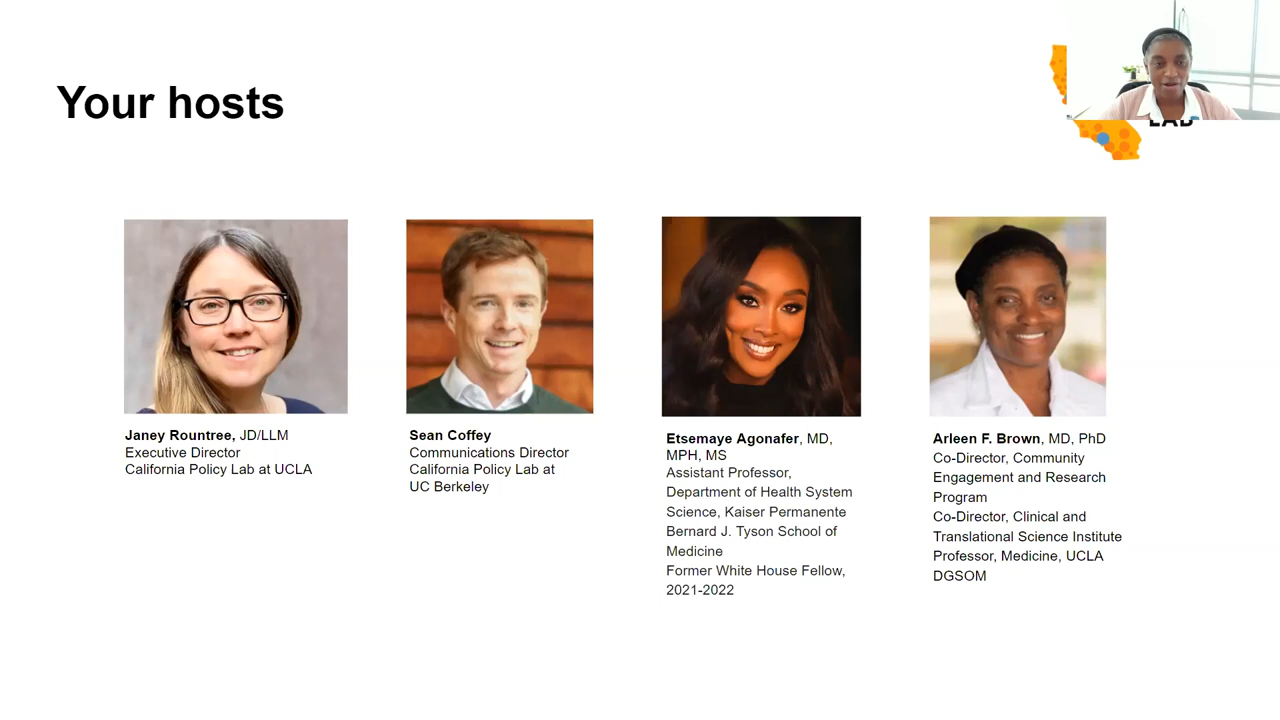 Your hosts
LAB
Janey Rountree, JD/LLM
Executive Director
California Policy Lab at UCLA
Sean Coffey
Communications Director
California Policy Lab at
UC Berkeley
Etsemaye Agonafer, MD,
MPH, MS
Assistant Professor,
Department of Health System
Science, Kaiser Permanente
Bernard J. Tyson School of
Medicine
Former White House Fellow,
2021-2022
Arleen F. Brown, MD, PhD
Co-Director, Community
Engagement and Research
Program
Co-Director, Clinical and
Translational Science Institute
Professor, Medicine, UCLA
DGSOM